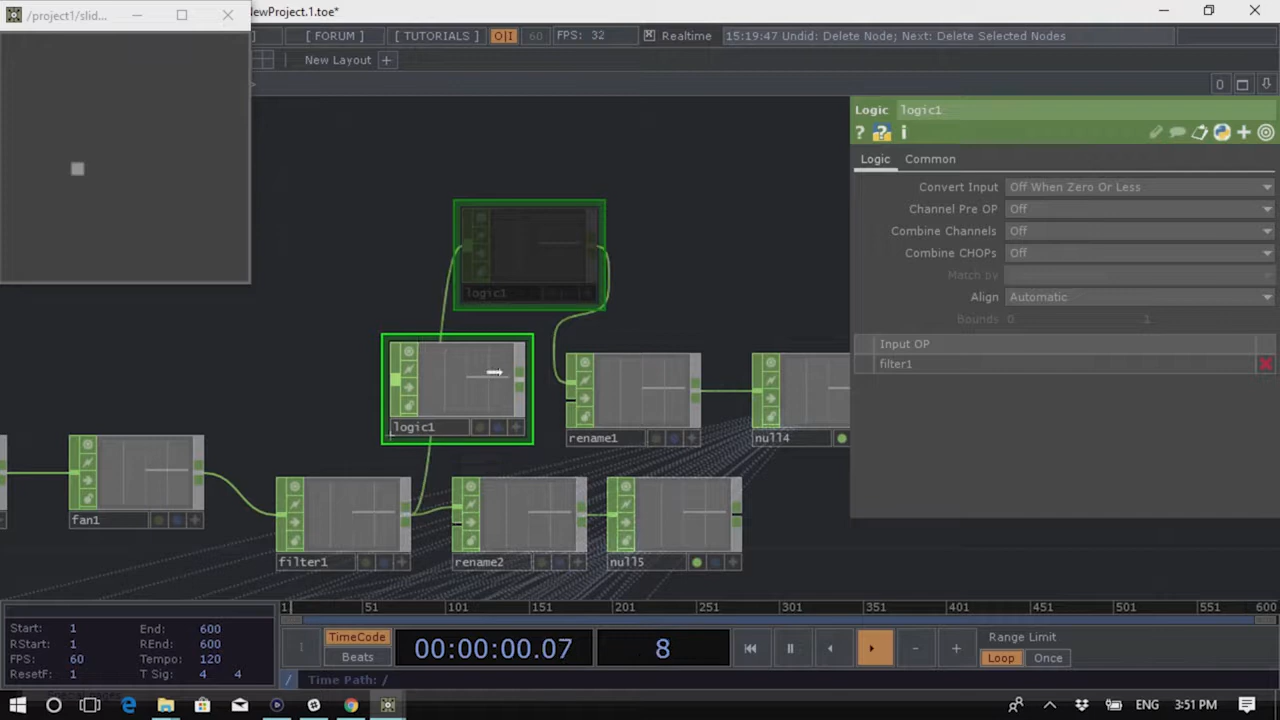 /project1/slid...
NewProject.1.toe*
[ FORUM ]
[ TUTORIALS ]
O|I
60
FPS: 32
Realtime
15:19:47 Undid: Delete Node; Next: Delete Selected Nodes
New Layout +
0
Logic logic1
? ? i
Logic Common
Convert Input Off When Zero Or Less
Channel Pre OP Off
Combine Channels Off
Combine CHOPs Off
Match by
Align Automatic
Bounds 0 1
Input OP
filter1
logic1
logic1
rename1
null4
fan1
filter1
rename2
null5
1 51 101 151 201 251 301 351 401 451 501 551 600
Start: 1 End: 600
RStart: 1 REnd: 600
FPS: 60 Tempo: 120
ResetF: 1 T Sig: 4 4
TimeCode
Beats
00:00:00.07
8
Range Limit
Loop Once
/ Time Path: /
ENG 3:51 PM